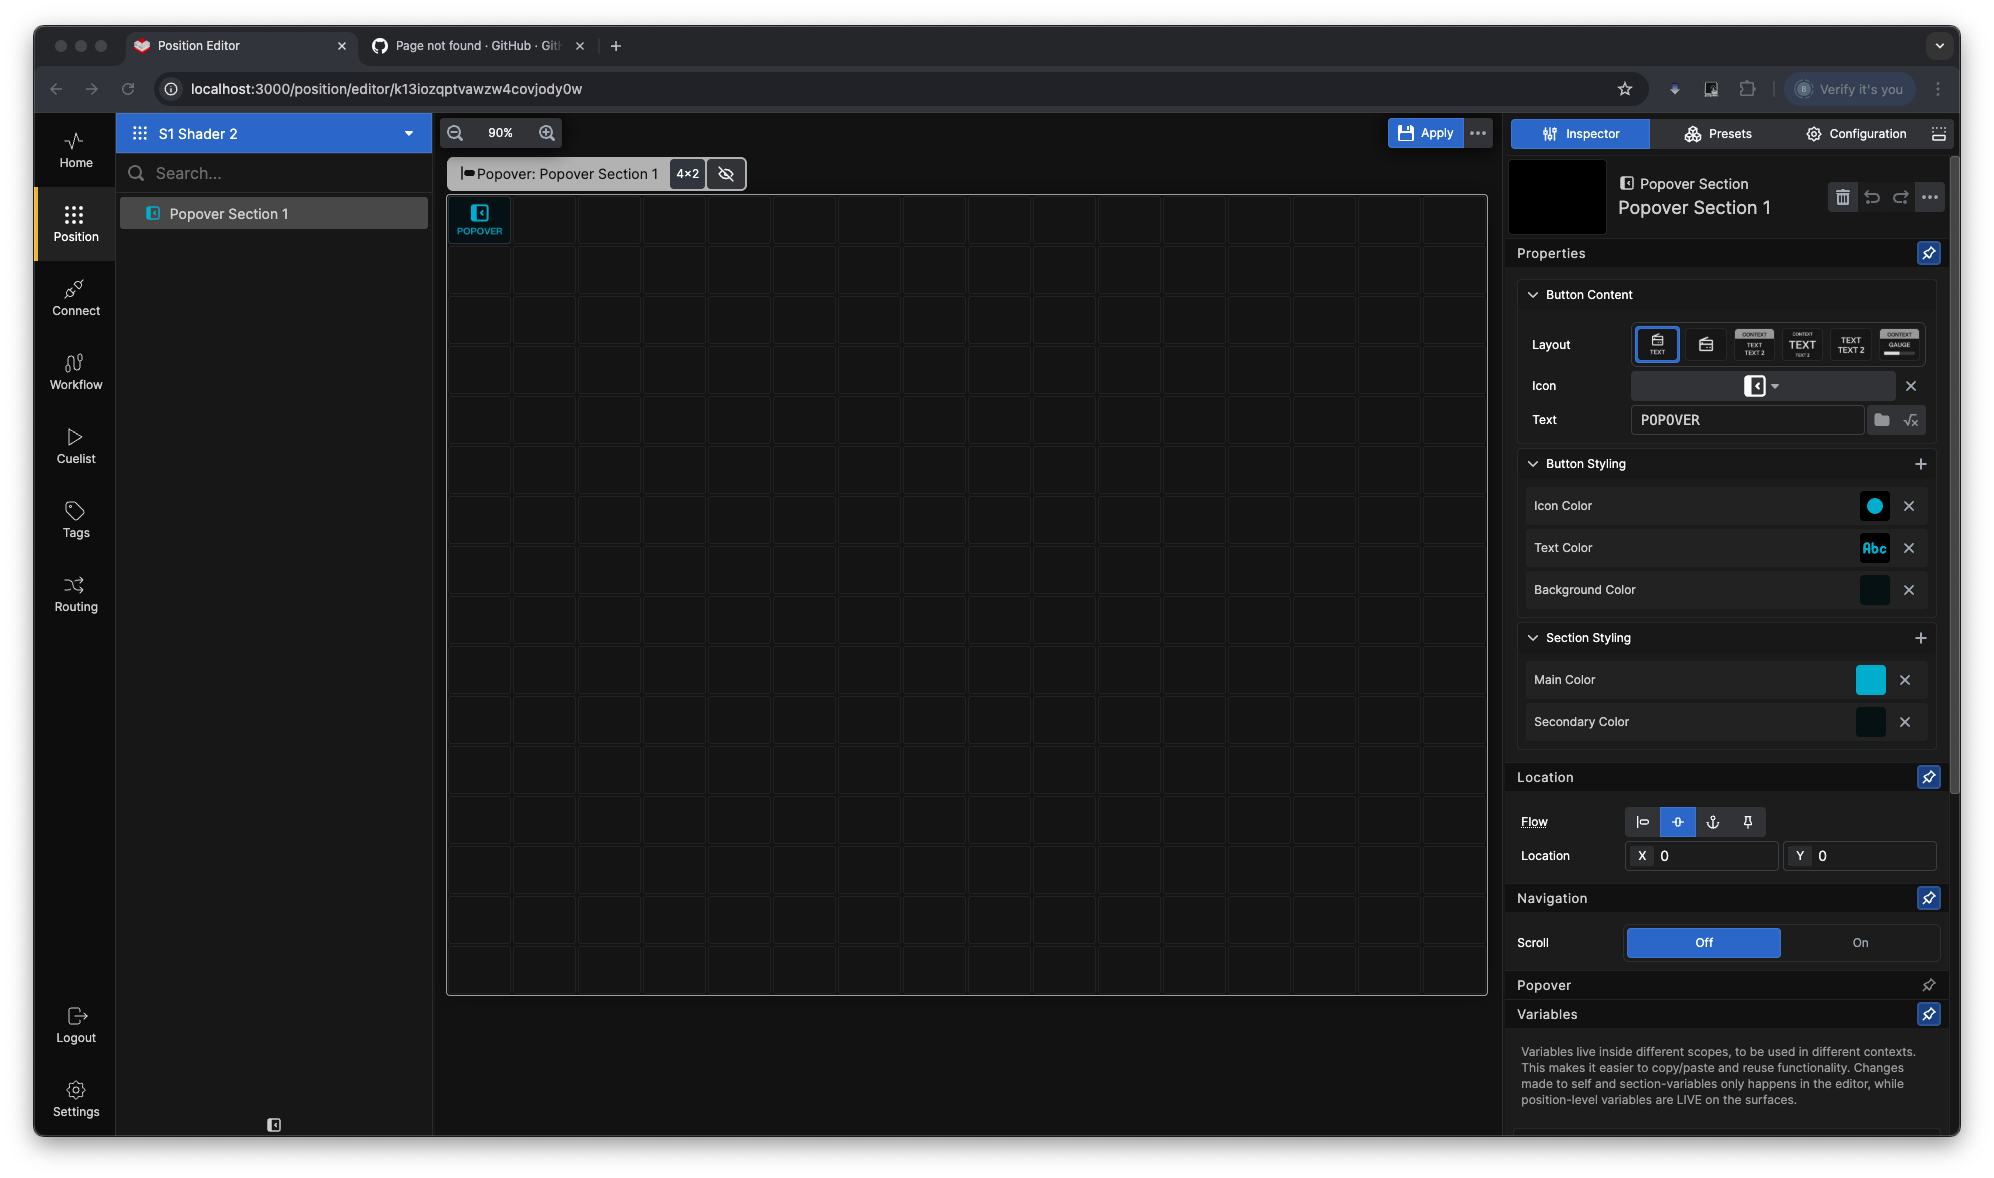 Position Editor
Page not found · GitHub · Git
localhost:3000/position/editor/k13iozqptvawzw4covjody0w
Verify it's you
Home
Position
Connect
Workflow
Cuelist
Tags
Routing
Logout
Settings
S1 Shader 2
Search...
Popover Section 1
90%
Apply
Popover: Popover Section 1
4×2
POPOVER
Inspector
Presets
Configuration
Popover Section
Popover Section 1
Properties
Button Content
Layout
TEXT
CONTEXT
TEXT
TEXT 2
CONTEXT
TEXT
TEXT 2
TEXT
TEXT 2
CONTEXT
GAUGE
Icon
Text
POPOVER
Button Styling
Icon Color
Text Color
Abc
Background Color
Section Styling
Main Color
Secondary Color
Location
Flow
Location
X 0
Y 0
Navigation
Scroll
Off
On
Popover
Variables
Variables live inside different scopes, to be used in different contexts.
This makes it easier to copy/paste and reuse functionality. Changes
made to self and section-variables only happens in the editor, while
position-level variables are LIVE on the surfaces.